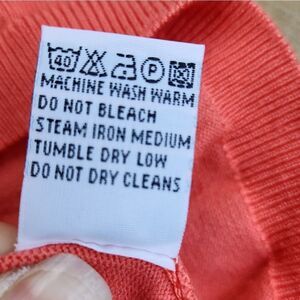 40 P
MACHINE WASH WARM
DO NOT BLEACH
STEAM IRON MEDIUM
TUMBLE DRY LOW
DO NOT DRY CLEANS